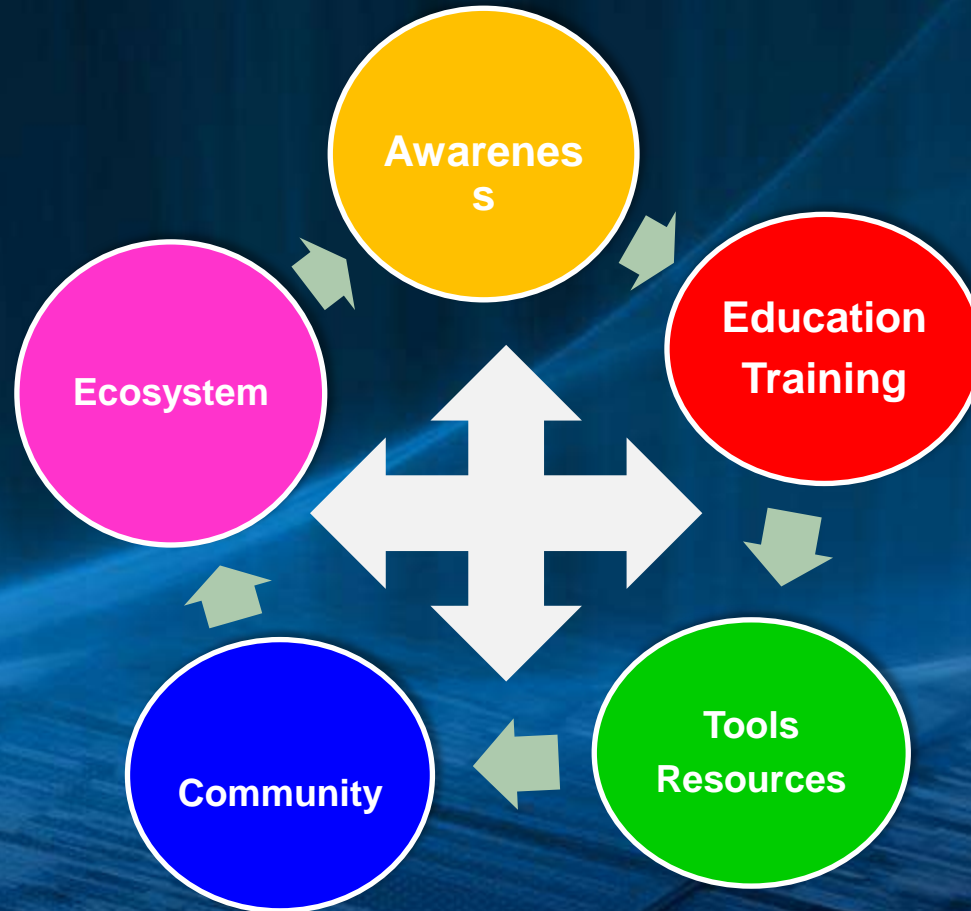 Awarenes
s
Education
Training
Tools
Resources
Community
Ecosystem